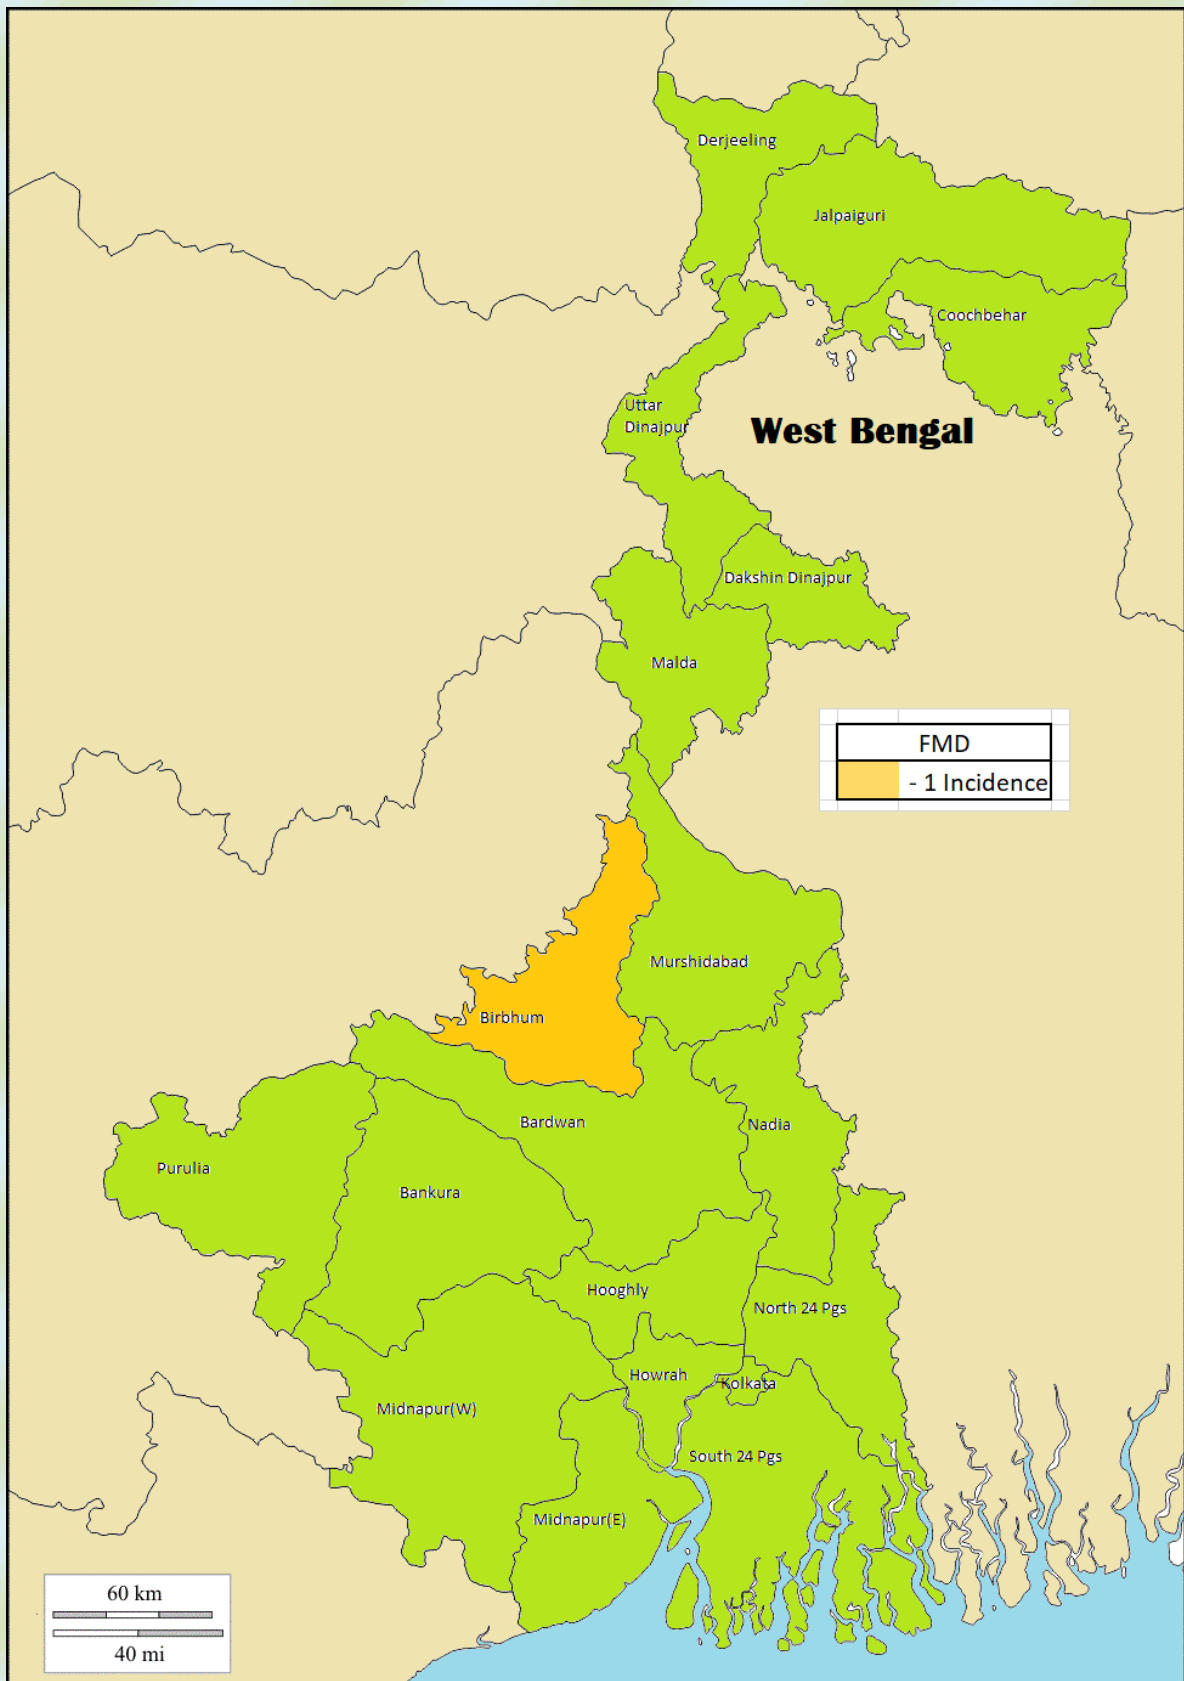 Derjeeling
Jalpaiguri
Coochbehar
Uttar
Dinajpur
West Bengal
Dakshin Dinajpur
Malda
FMD
- 1 Incidence
Murshidabad
Birbhum
Bardwan
Nadia
Purulia
Bankura
Hooghly
North 24 Pgs
Howrah
Kolkata
Midnapur(W)
South 24 Pgs
Midnapur(E)
60 km
40 mi